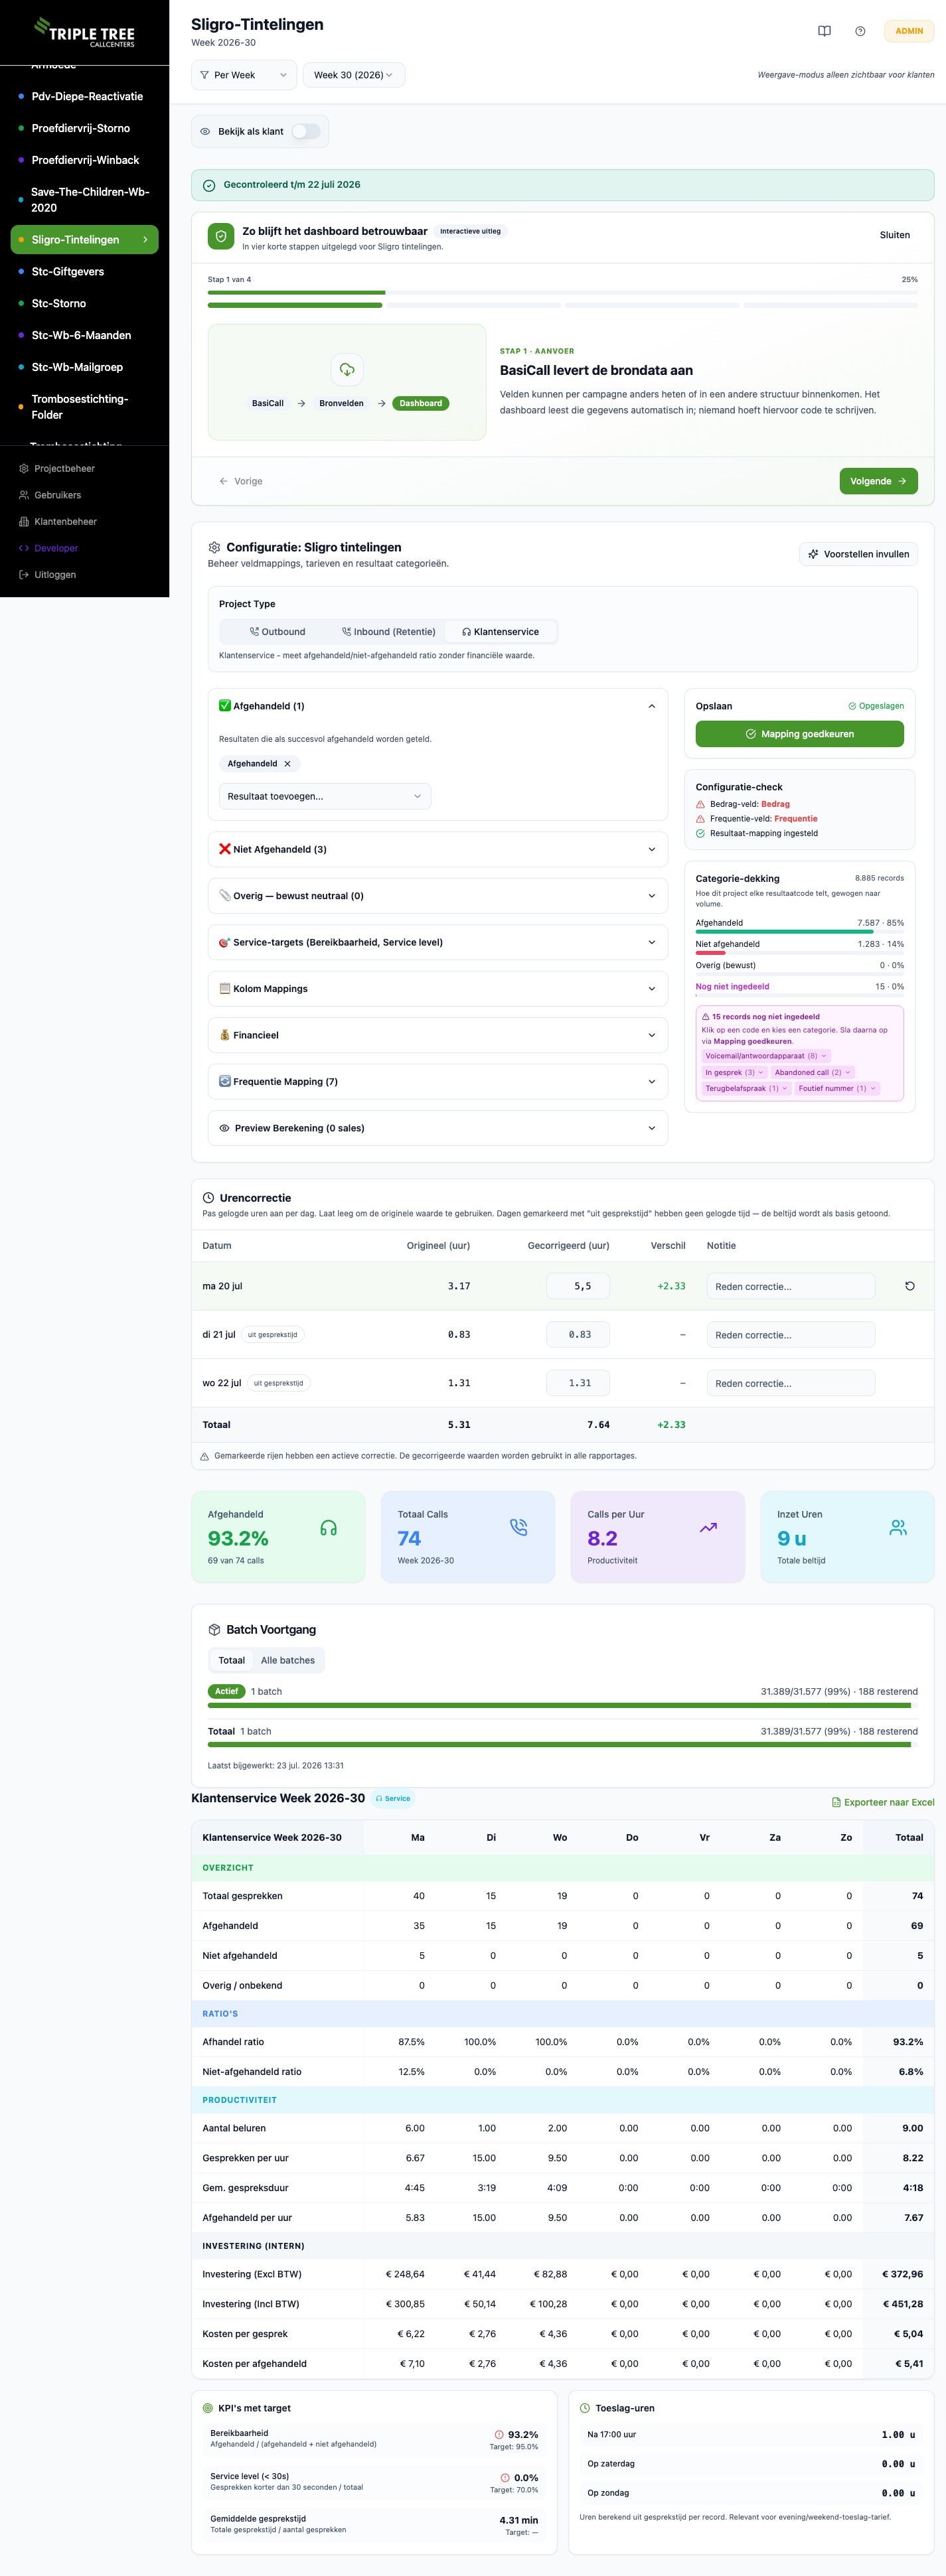 TRIPLE TREE
CALLCENTERS
Armoede
Pdv-Diepe-Reactivatie
Proefdiervrij-Storno
Proefdiervrij-Winback
Save-The-Children-Wb-
2020
Sligro-Tintelingen
Stc-Giftgevers
Stc-Storno
Stc-Wb-6-Maanden
Stc-Wb-Mailgroep
Trombosestichting-
Folder
Trombosestichting
Projectbeheer
Gebruikers
Klantenbeheer
Developer
Uitloggen
Sligro-Tintelingen
Week 2026-30
ADMIN
Per Week
Week 30 (2026)
Weergave-modus alleen zichtbaar voor klanten
Bekijk als klant
Gecontroleerd t/m 22 juli 2026
Zo blijft het dashboard betrouwbaar Interactieve uitleg
In vier korte stappen uitgelegd voor Sligro tintelingen.
Sluiten
Stap 1 van 4 25%
BasiCall → Bronvelden → Dashboard
STAP 1 · AANVOER
BasiCall levert de brondata aan
Velden kunnen per campagne anders heten of in een andere structuur binnenkomen. Het
dashboard leest die gegevens automatisch in; niemand hoeft hiervoor code te schrijven.
← Vorige
Volgende →
Configuratie: Sligro tintelingen
Beheer veldmappings, tarieven en resultaat categorieën.
Voorstellen invullen
Project Type
Outbound Inbound (Retentie) Klantenservice
Klantenservice - meet afgehandeld/niet-afgehandeld ratio zonder financiële waarde.
Afgehandeld (1)
Resultaten die als succesvol afgehandeld worden geteld.
Afgehandeld ×
Resultaat toevoegen...
Niet Afgehandeld (3)
Overig — bewust neutraal (0)
Service-targets (Bereikbaarheid, Service level)
Kolom Mappings
Financieel
Frequentie Mapping (7)
Preview Berekening (0 sales)
Opslaan Opgeslagen
Mapping goedkeuren
Configuratie-check
Bedrag-veld: Bedrag
Frequentie-veld: Frequentie
Resultaat-mapping ingesteld
Categorie-dekking 8.885 records
Hoe dit project elke resultaatcode telt, gewogen naar
volume.
Afgehandeld 7.587 · 85%
Niet afgehandeld 1.283 · 14%
Overig (bewust) 0 · 0%
Nog niet ingedeeld 15 · 0%
15 records nog niet ingedeeld
Klik op een code en kies een categorie. Sla daarna op
via Mapping goedkeuren.
Voicemail/antwoordapparaat (8)
In gesprek (3) Abandoned call (2)
Terugbelafspraak (1) Foutief nummer (1)
Urencorrectie
Pas gelogde uren aan per dag. Laat leeg om de originele waarde te gebruiken. Dagen gemarkeerd met "uit gesprekstijd" hebben geen gelogde tijd — de beltijd wordt als basis getoond.
Datum Origineel (uur) Gecorrigeerd (uur) Verschil Notitie
ma 20 jul 3.17 5,5 +2.33 Reden correctie...
di 21 jul uit gesprekstijd 0.83 0.83 – Reden correctie...
wo 22 jul uit gesprekstijd 1.31 1.31 – Reden correctie...
Totaal 5.31 7.64 +2.33
Gemarkeerde rijen hebben een actieve correctie. De gecorrigeerde waarden worden gebruikt in alle rapportages.
Afgehandeld
93.2%
69 van 74 calls
Totaal Calls
74
Week 2026-30
Calls per Uur
8.2
Productiviteit
Inzet Uren
9 u
Totale beltijd
Batch Voortgang
Totaal Alle batches
Actief 1 batch 31.389/31.577 (99%) · 188 resterend
Totaal 1 batch 31.389/31.577 (99%) · 188 resterend
Laatst bijgewerkt: 23 jul. 2026 13:31
Klantenservice Week 2026-30 Service
Exporteer naar Excel
Klantenservice Week 2026-30 Ma Di Wo Do Vr Za Zo Totaal
OVERZICHT
Totaal gesprekken 40 15 19 0 0 0 0 74
Afgehandeld 35 15 19 0 0 0 0 69
Niet afgehandeld 5 0 0 0 0 0 0 5
Overig / onbekend 0 0 0 0 0 0 0 0
RATIO'S
Afhandel ratio 87.5% 100.0% 100.0% 0.0% 0.0% 0.0% 0.0% 93.2%
Niet-afgehandeld ratio 12.5% 0.0% 0.0% 0.0% 0.0% 0.0% 0.0% 6.8%
PRODUCTIVITEIT
Aantal beluren 6.00 1.00 2.00 0.00 0.00 0.00 0.00 9.00
Gesprekken per uur 6.67 15.00 9.50 0.00 0.00 0.00 0.00 8.22
Gem. gespreksduur 4:45 3:19 4:09 0:00 0:00 0:00 0:00 4:18
Afgehandeld per uur 5.83 15.00 9.50 0.00 0.00 0.00 0.00 7.67
INVESTERING (INTERN)
Investering (Excl BTW) € 248,64 € 41,44 € 82,88 € 0,00 € 0,00 € 0,00 € 0,00 € 372,96
Investering (Incl BTW) € 300,85 € 50,14 € 100,28 € 0,00 € 0,00 € 0,00 € 0,00 € 451,28
Kosten per gesprek € 6,22 € 2,76 € 4,36 € 0,00 € 0,00 € 0,00 € 0,00 € 5,04
Kosten per afgehandeld € 7,10 € 2,76 € 4,36 € 0,00 € 0,00 € 0,00 € 0,00 € 5,41
KPI's met target
Bereikbaarheid 93.2%
Afgehandeld / (afgehandeld + niet afgehandeld) Target: 95.0%
Service level (< 30s) 0.0%
Gesprekken korter dan 30 seconden / totaal Target: 70.0%
Gemiddelde gesprekstijd 4.31 min
Totale gesprekstijd / aantal gesprekken Target: —
Toeslag-uren
Na 17:00 uur 1.00 u
Op zaterdag 0.00 u
Op zondag 0.00 u
Uren berekend uit gesprekstijd per record. Relevant voor evening/weekend-toeslag-tarief.